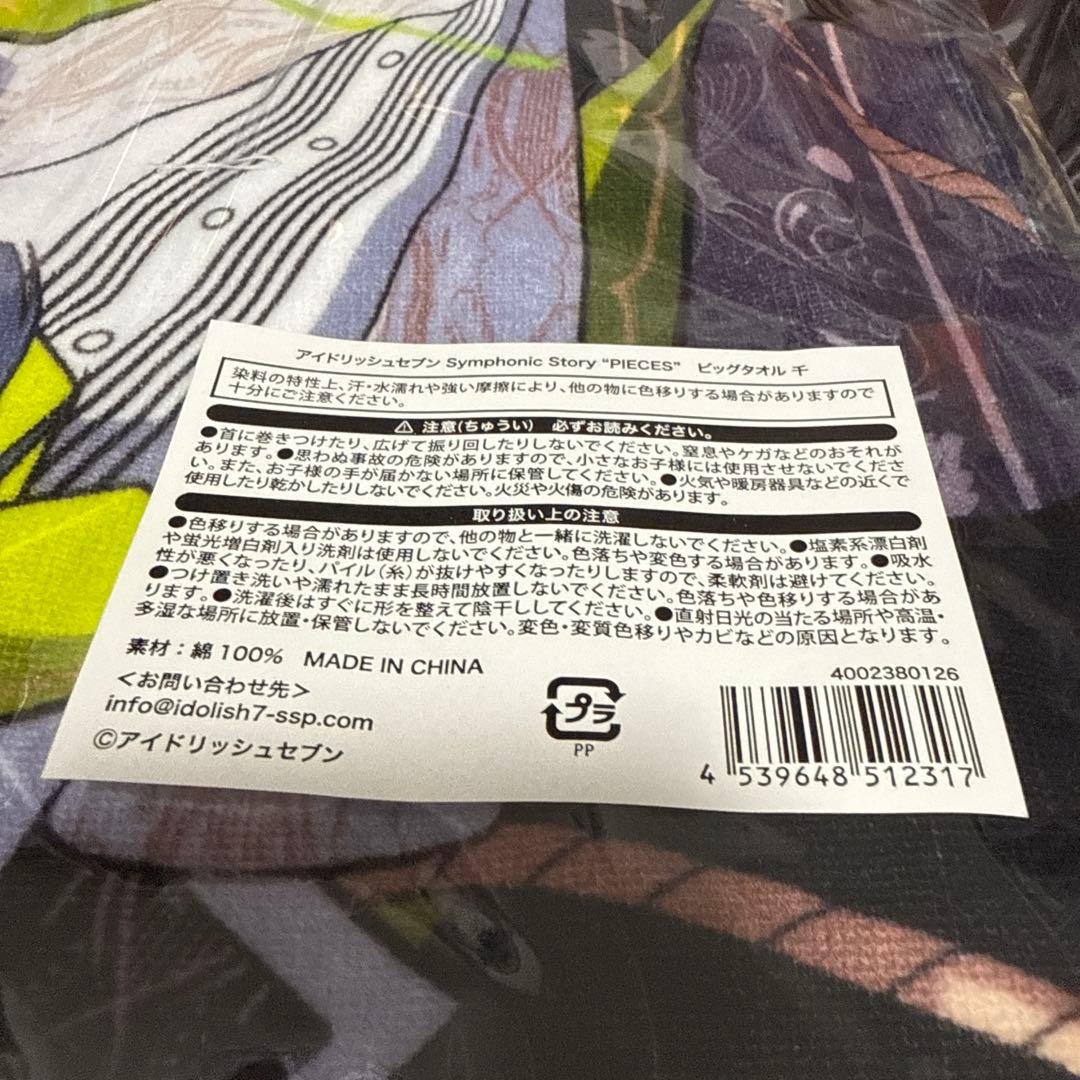 アイドリッシュセブン Symphonic Story “PIECES”　ビッグタオル 千
染料の特性上、汗・水濡れや強い摩擦により、他の物に色移りする場合がありますので
十分にご注意ください。
⚠ 注意(ちゅうい)　必ずお読みください。
●首に巻きつけたり、広げて振り回したりしないでください。窒息やケガなどのおそれが
あります。●思わぬ事故の危険がありますので、小さなお子様には使用させないでくださ
い。また、お子様の手が届かない場所に保管してください。●火気や暖房器具などの近くで
使用したり乾かしたりしないでください。火災や火傷の危険があります。
取り扱い上の注意
●色移りする場合がありますので、他の物と一緒に洗濯しないでください。●塩素系漂白剤
や蛍光増白剤入り洗剤は使用しないでください。色落ちや変色する場合があります。●吸水
性が悪くなったり、パイル(糸)が抜けやすくなったりしますので、柔軟剤は避けてください。
●つけ置き洗いや濡れたまま長時間放置しないでください。色落ちや色移りする場合があ
ります。●洗濯後はすぐに形を整えて陰干ししてください。●直射日光の当たる場所や高温・
多湿な場所に放置・保管しないでください。変色・変質色移りやカビなどの原因となります。
素材：綿100%　MADE IN CHINA
＜お問い合わせ先＞
info@idolish7-ssp.com
©アイドリッシュセブン
プラ
PP
4002380126
4 539648 512317